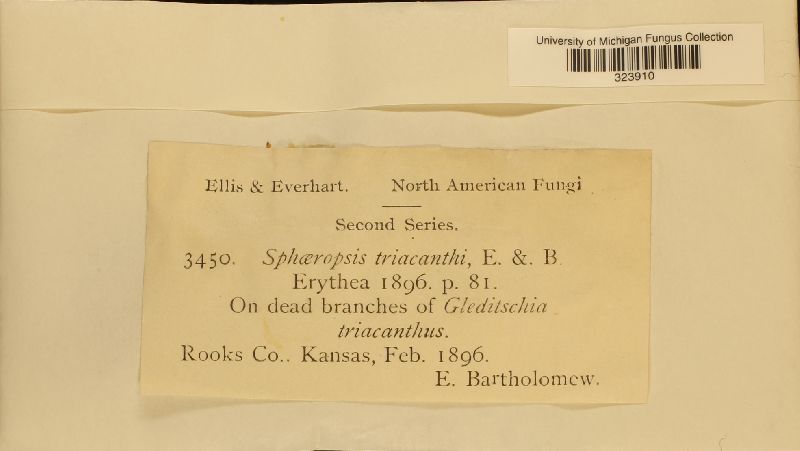 University of Michigan Fungus Collection
323910
Ellis & Everhart. North American Fungi
Second Series.
3450. Sphæropsis triacanthi, E. &. B.
Erythea 1896. p. 81.
On dead branches of Gleditschia
triacanthus.
Rooks Co.. Kansas, Feb. 1896.
E. Bartholomew.